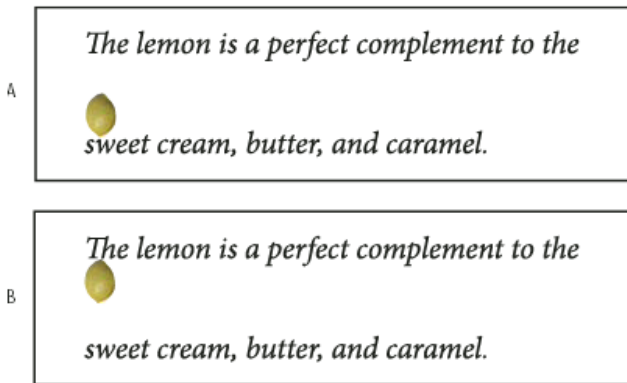 The lemon is a perfect complement to the
A
sweet cream, butter, and caramel.
The lemon is a perfect complement to the
B
sweet cream, butter, and caramel.